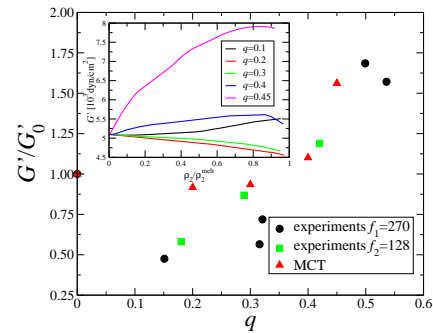 G'/G'₀
2.00
1.75
1.50
1.25
1.00
0.75
0.50
0.25
G' [10³ dyn/cm²]
8
7.5
7
6.5
6
5.5
5
4.5
0 0.2 0.4 0.6 0.8 1
ρ₂/ρ₂ᵐᵉˡᵗ
q=0.1
q=0.2
q=0.3
q=0.4
q=0.45
experiments f₁=270
experiments f₂=128
MCT
0 0.1 0.2 0.3 0.4 0.5 0.6
q